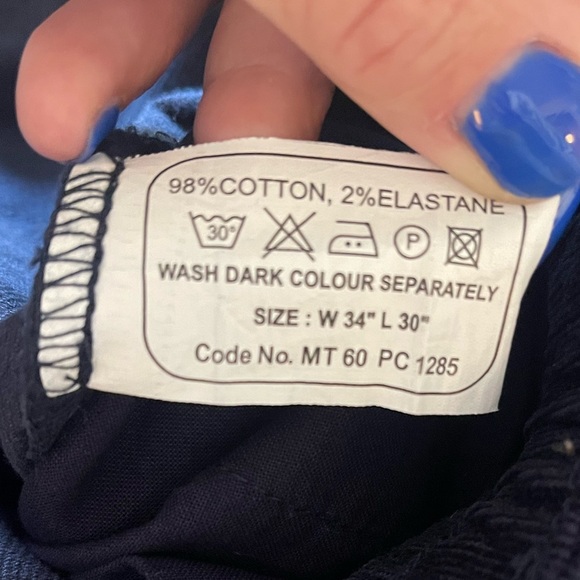 98%COTTON, 2%ELASTANE
30° P
WASH DARK COLOUR SEPARATELY
SIZE : W 34" L 30"
Code No. MT 60 PC 1285